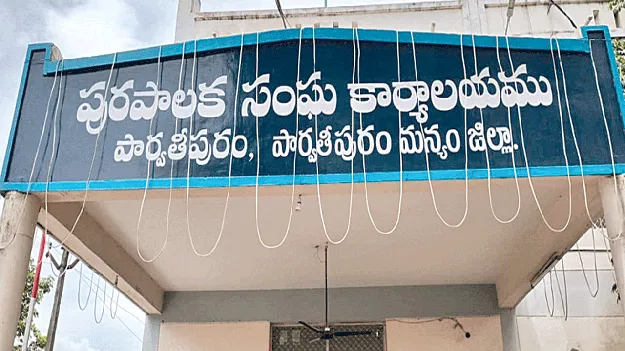 పురపాలక సంఘ కార్యాలయము
పార్వతీపురం, పార్వతీపురం మన్యం జిల్లా.